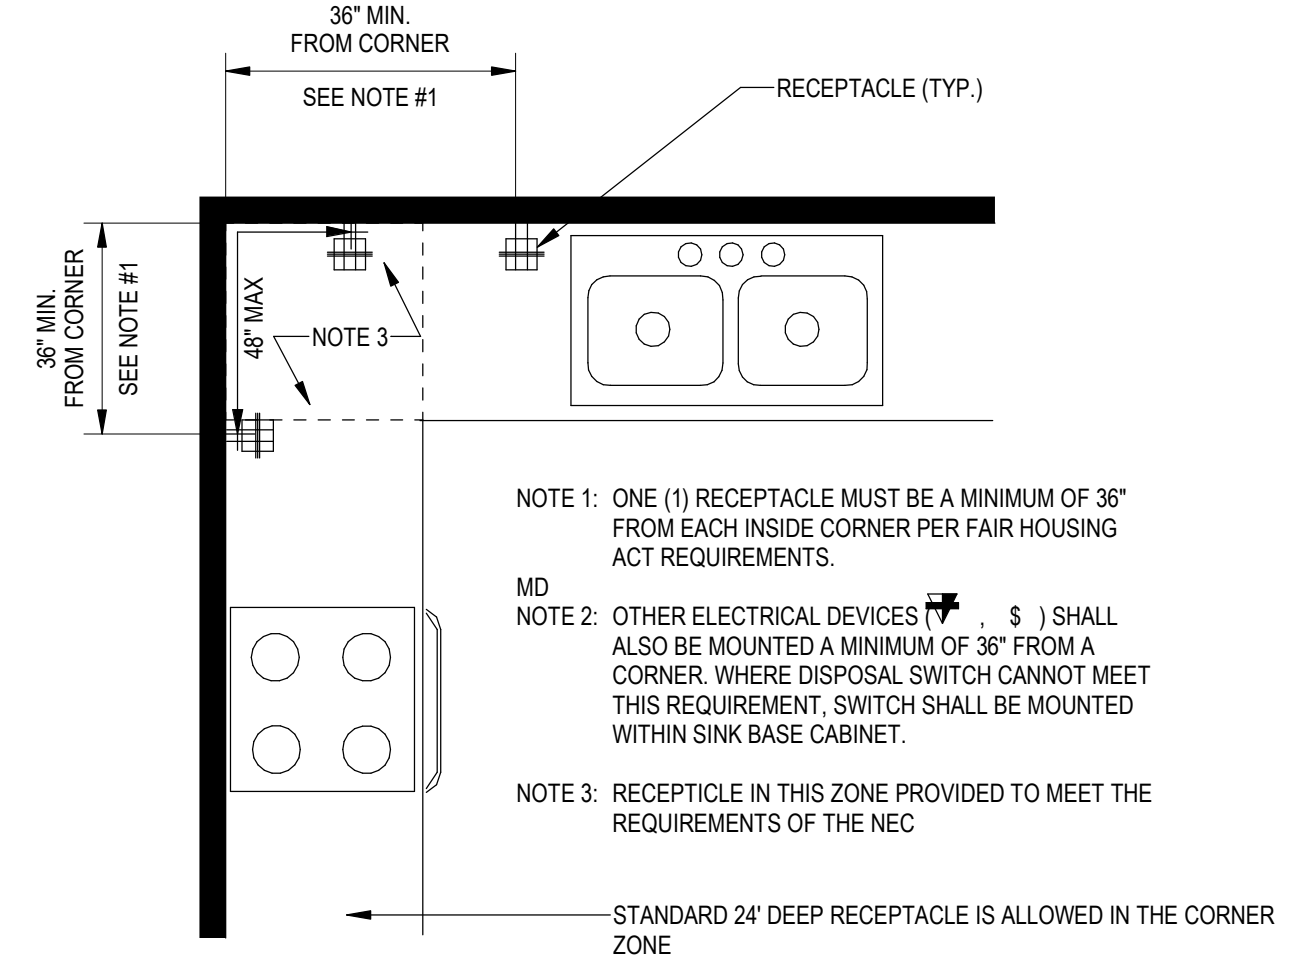 36" MIN.
FROM CORNER
SEE NOTE #1
RECEPTACLE (TYP.)
36" MIN.
FROM CORNER
SEE NOTE #1
48" MAX
NOTE 3
NOTE 1: ONE (1) RECEPTACLE MUST BE A MINIMUM OF 36"
FROM EACH INSIDE CORNER PER FAIR HOUSING
ACT REQUIREMENTS.
MD
NOTE 2: OTHER ELECTRICAL DEVICES ( , $ ) SHALL
ALSO BE MOUNTED A MINIMUM OF 36" FROM A
CORNER. WHERE DISPOSAL SWITCH CANNOT MEET
THIS REQUIREMENT, SWITCH SHALL BE MOUNTED
WITHIN SINK BASE CABINET.
NOTE 3: RECEPTICLE IN THIS ZONE PROVIDED TO MEET THE
REQUIREMENTS OF THE NEC
STANDARD 24' DEEP RECEPTACLE IS ALLOWED IN THE CORNER
ZONE